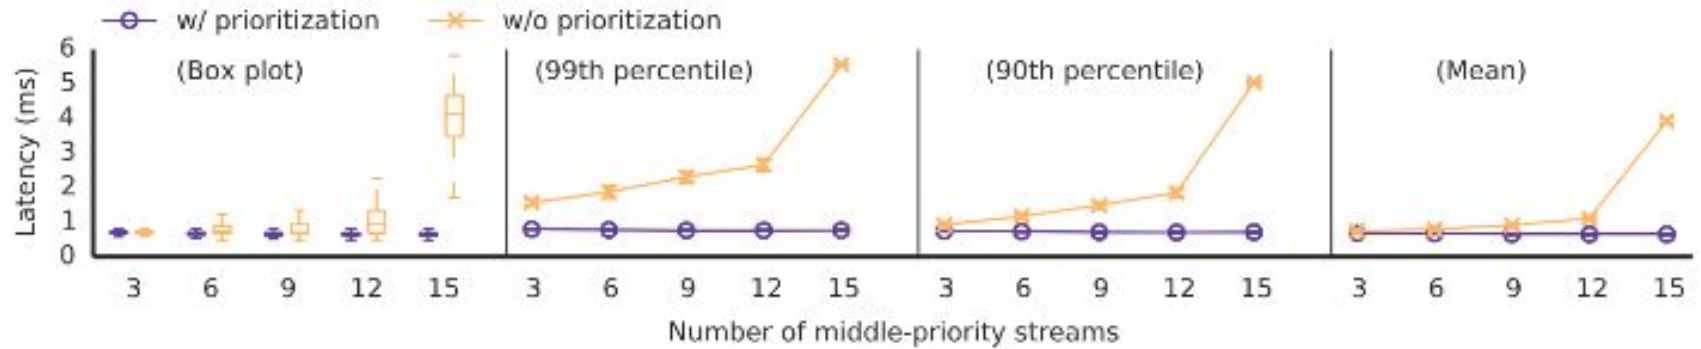 w/ prioritization w/o prioritization
(Box plot) (99th percentile) (90th percentile) (Mean)
Latency (ms)
6
5
4
3
2
1
0
3 6 9 12 15 3 6 9 12 15 3 6 9 12 15 3 6 9 12 15
Number of middle-priority streams